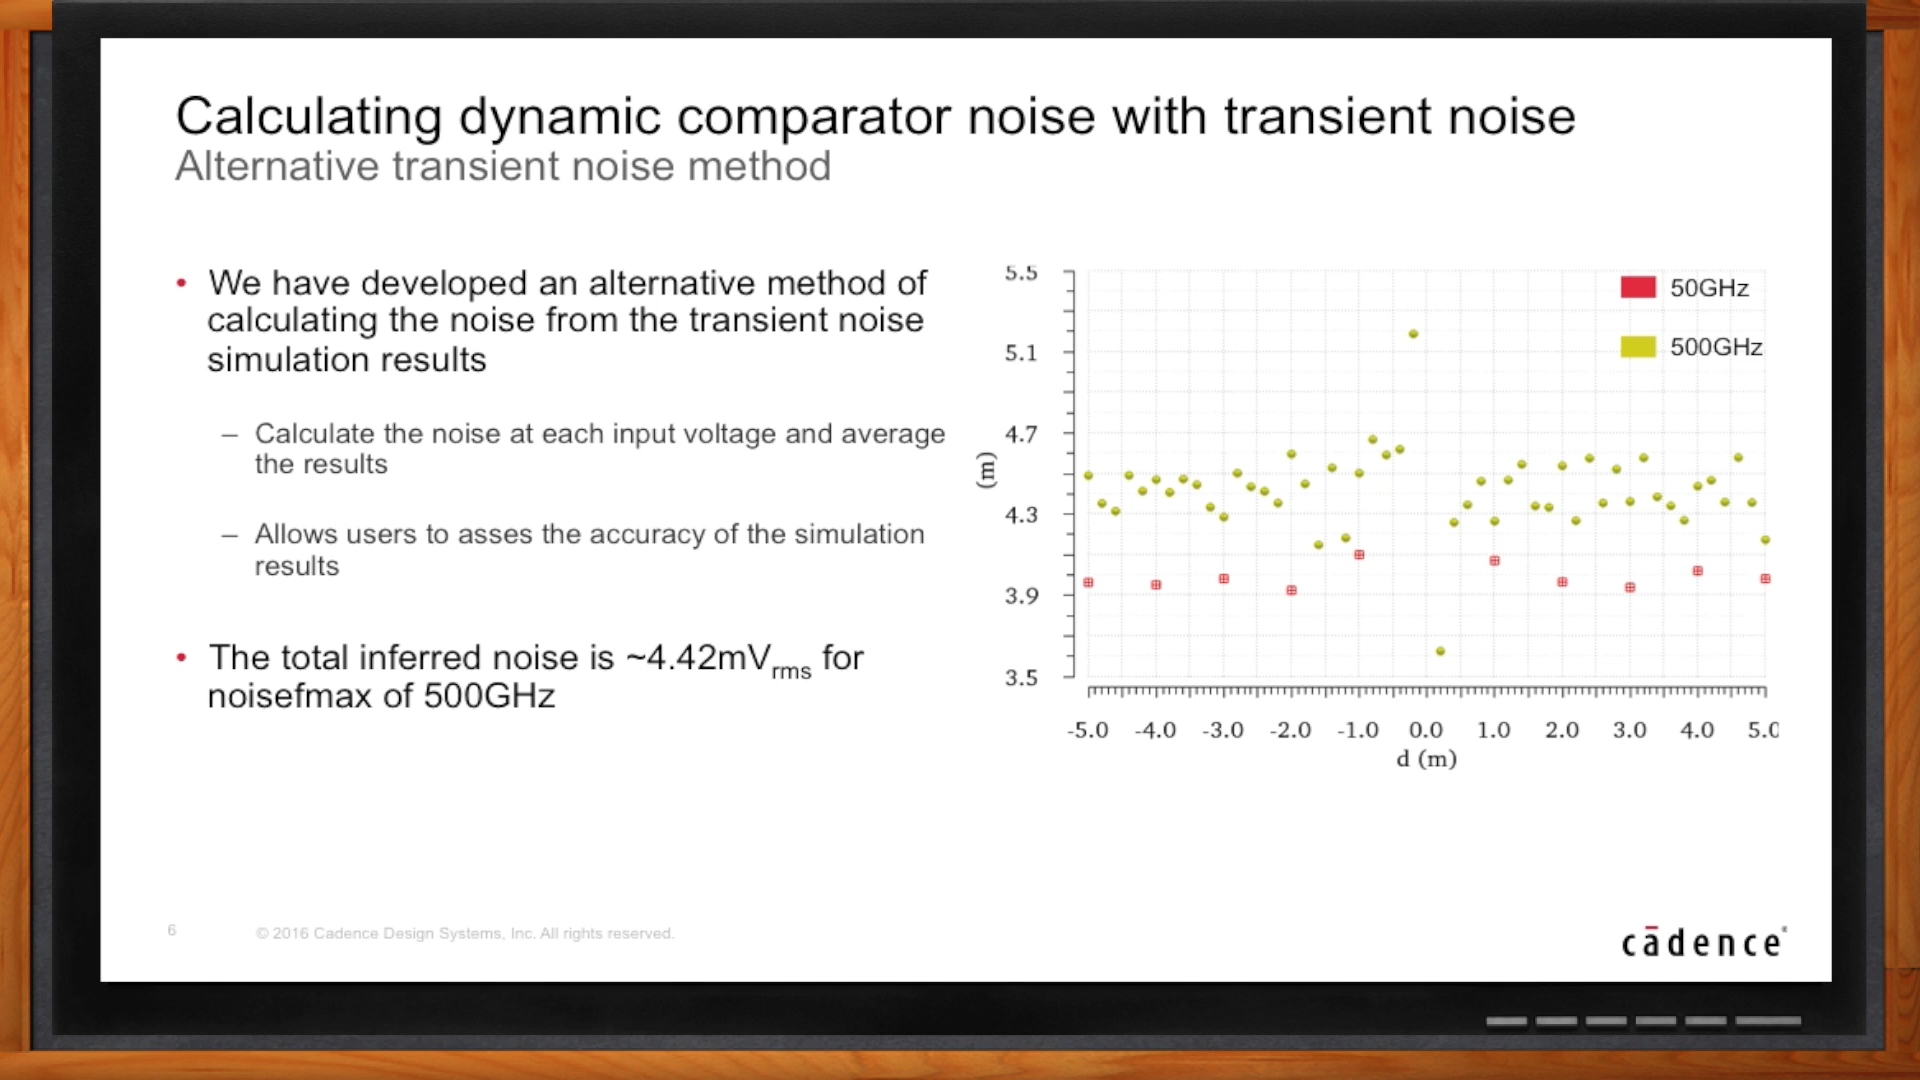 Calculating dynamic comparator noise with transient noise
Alternative transient noise method
• We have developed an alternative method of
calculating the noise from the transient noise
simulation results
– Calculate the noise at each input voltage and average
the results
– Allows users to asses the accuracy of the simulation
results
• The total inferred noise is ~4.42mVrms for
noisefmax of 500GHz
5.5
5.1
4.7
4.3
3.9
3.5
(m)
50GHz
500GHz
-5.0 -4.0 -3.0 -2.0 -1.0 0.0 1.0 2.0 3.0 4.0 5.0
d (m)
6
© 2016 Cadence Design Systems, Inc. All rights reserved.
cādence